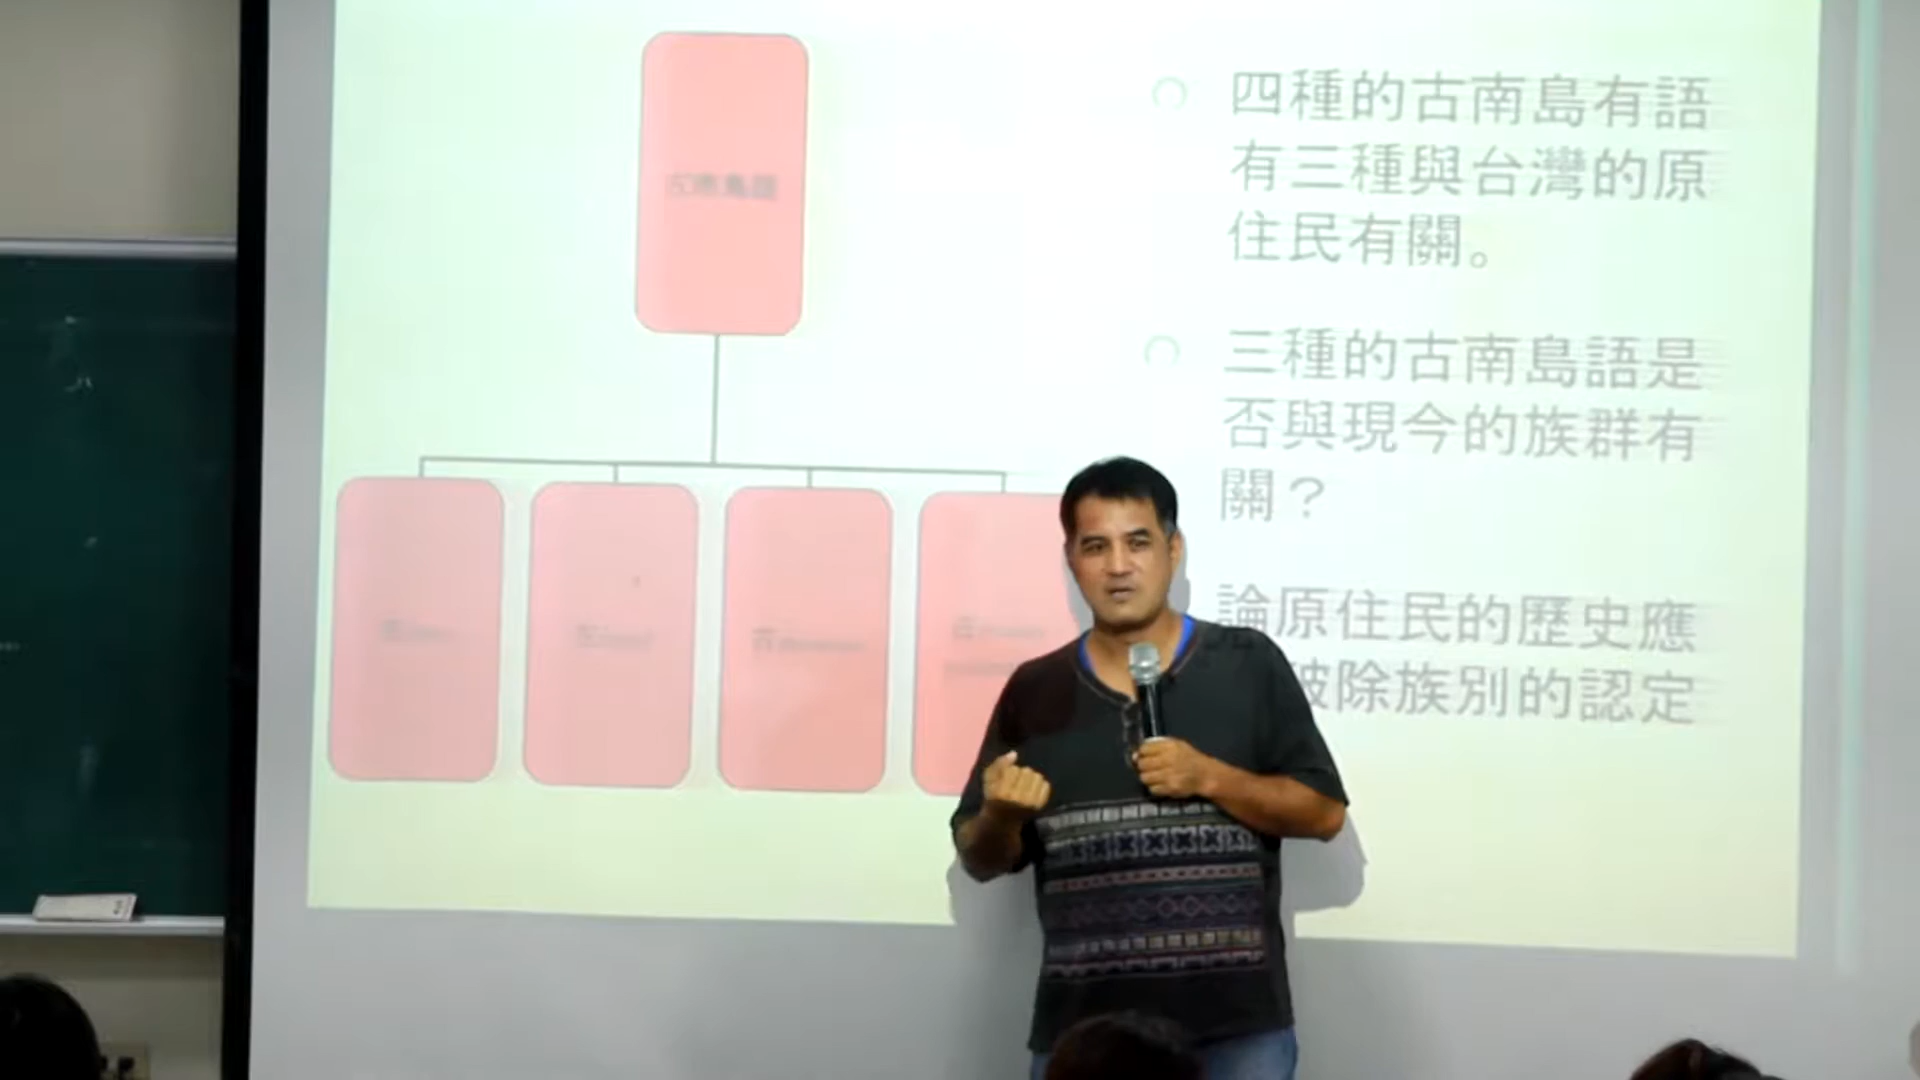 四種的古南島有語
有三種與台灣的原
住民有關。
三種的古南島語是
否與現今的族群有
關？
論原住民的歷史應
破除族別的認定
古南島語